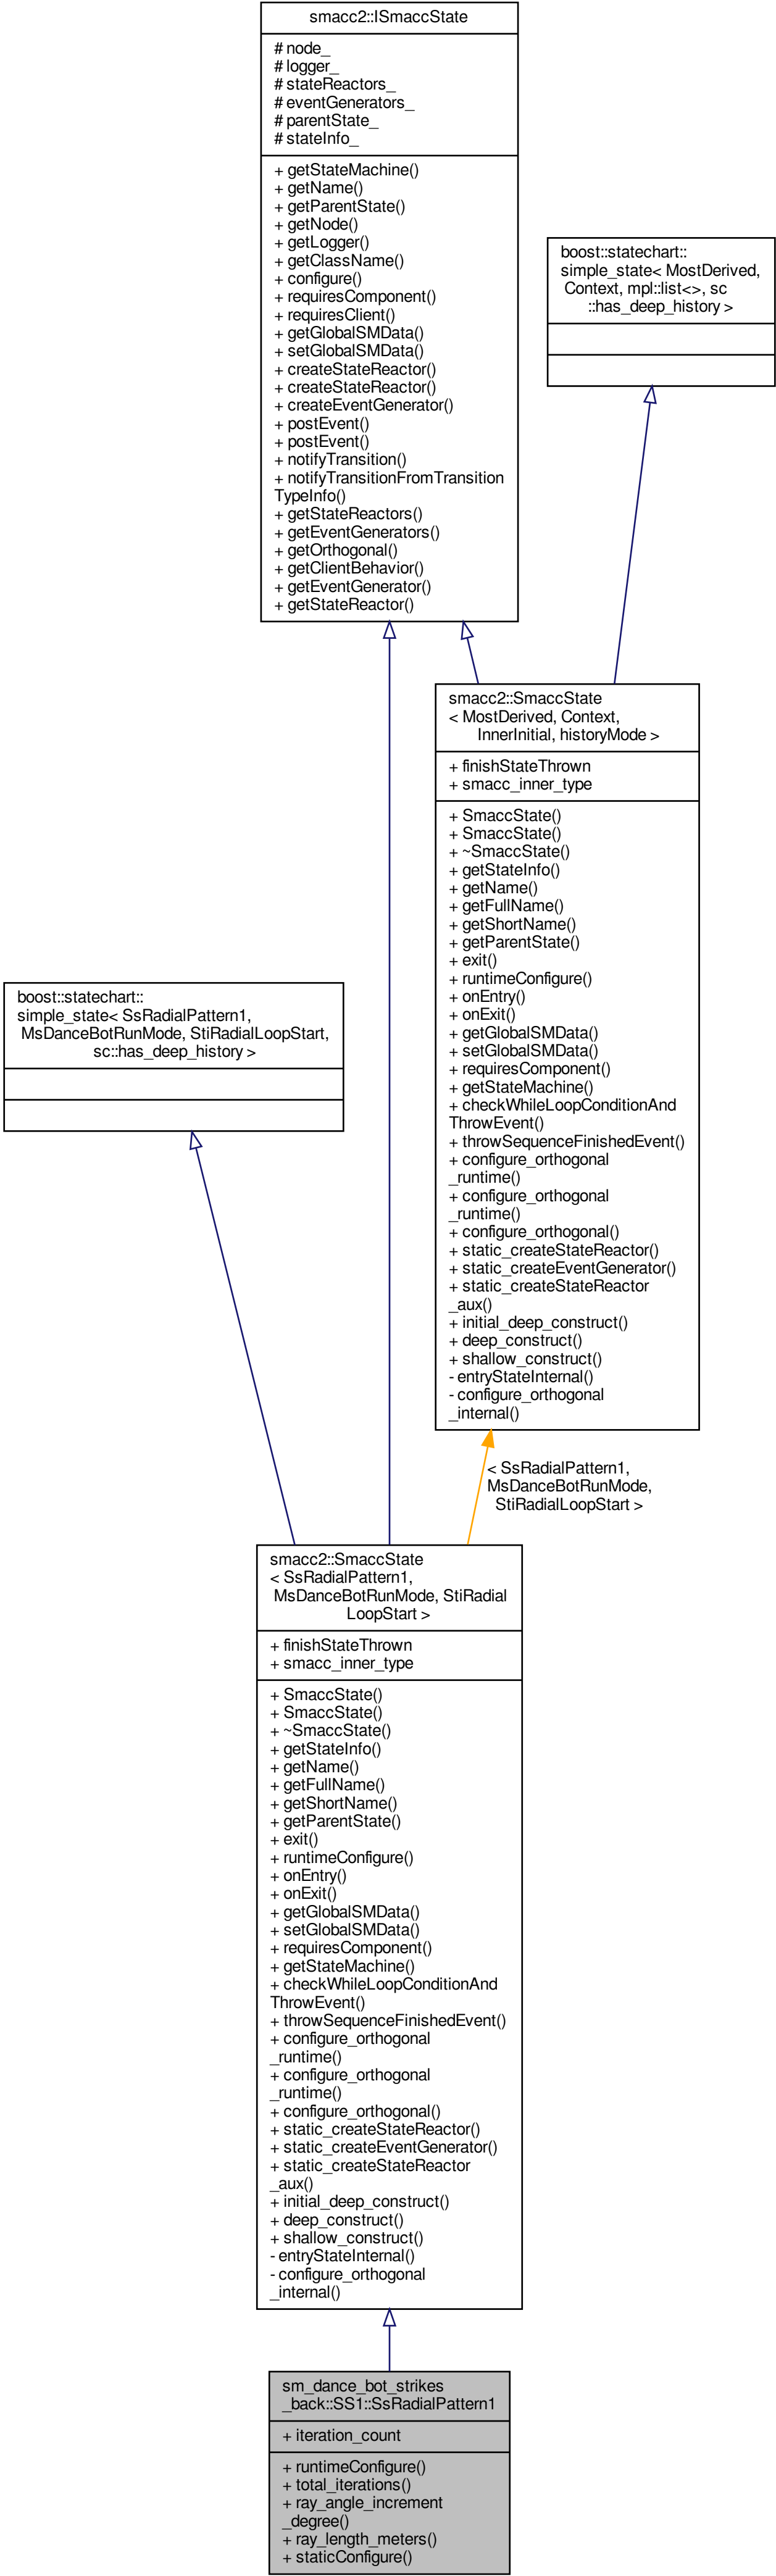 smacc2::ISmaccState
# node_
# logger_
# stateReactors_
# eventGenerators_
# parentState_
# stateInfo_
+ getStateMachine()
+ getName()
+ getParentState()
+ getNode()
+ getLogger()
+ getClassName()
+ configure()
+ requiresComponent()
+ requiresClient()
+ getGlobalSMData()
+ setGlobalSMData()
+ createStateReactor()
+ createStateReactor()
+ createEventGenerator()
+ postEvent()
+ postEvent()
+ notifyTransition()
+ notifyTransitionFromTransition
TypeInfo()
+ getStateReactors()
+ getEventGenerators()
+ getOrthogonal()
+ getClientBehavior()
+ getEventGenerator()
+ getStateReactor()
boost::statechart::
simple_state< MostDerived,
Context, mpl::list<>, sc
::has_deep_history >
smacc2::SmaccState
< MostDerived, Context,
InnerInitial, historyMode >
+ finishStateThrown
+ smacc_inner_type
+ SmaccState()
+ SmaccState()
+ ~SmaccState()
+ getStateInfo()
+ getName()
+ getFullName()
+ getShortName()
+ getParentState()
+ exit()
+ runtimeConfigure()
+ onEntry()
+ onExit()
+ getGlobalSMData()
+ setGlobalSMData()
+ requiresComponent()
+ getStateMachine()
+ checkWhileLoopConditionAnd
ThrowEvent()
+ throwSequenceFinishedEvent()
+ configure_orthogonal
_runtime()
+ configure_orthogonal
_runtime()
+ configure_orthogonal()
+ static_createStateReactor()
+ static_createEventGenerator()
+ static_createStateReactor
_aux()
+ initial_deep_construct()
+ deep_construct()
+ shallow_construct()
- entryStateInternal()
- configure_orthogonal
_internal()
boost::statechart::
simple_state< SsRadialPattern1,
MsDanceBotRunMode, StiRadialLoopStart,
sc::has_deep_history >
< SsRadialPattern1,
MsDanceBotRunMode,
StiRadialLoopStart >
smacc2::SmaccState
< SsRadialPattern1,
MsDanceBotRunMode, StiRadial
LoopStart >
+ finishStateThrown
+ smacc_inner_type
+ SmaccState()
+ SmaccState()
+ ~SmaccState()
+ getStateInfo()
+ getName()
+ getFullName()
+ getShortName()
+ getParentState()
+ exit()
+ runtimeConfigure()
+ onEntry()
+ onExit()
+ getGlobalSMData()
+ setGlobalSMData()
+ requiresComponent()
+ getStateMachine()
+ checkWhileLoopConditionAnd
ThrowEvent()
+ throwSequenceFinishedEvent()
+ configure_orthogonal
_runtime()
+ configure_orthogonal
_runtime()
+ configure_orthogonal()
+ static_createStateReactor()
+ static_createEventGenerator()
+ static_createStateReactor
_aux()
+ initial_deep_construct()
+ deep_construct()
+ shallow_construct()
- entryStateInternal()
- configure_orthogonal
_internal()
sm_dance_bot_strikes
_back::SS1::SsRadialPattern1
+ iteration_count
+ runtimeConfigure()
+ total_iterations()
+ ray_angle_increment
_degree()
+ ray_length_meters()
+ staticConfigure()